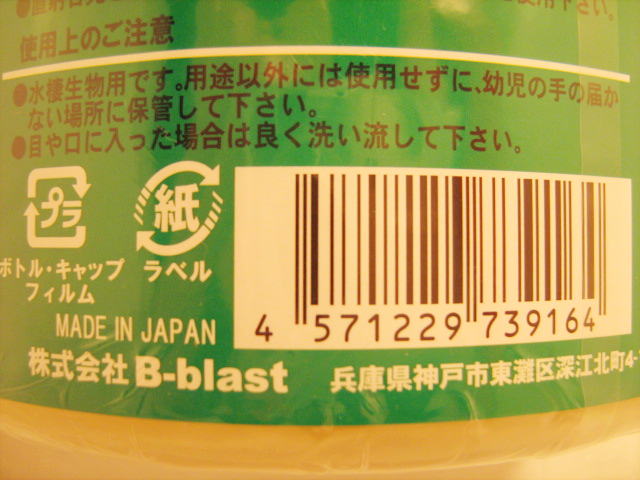 使用上のご注意
●水棲生物用です。用途以外には使用せずに、幼児の手の届か
ない場所に保管して下さい。
●目や口に入った場合は良く洗い流して下さい。
プラ
紙
ボトル・キャップ
フィルム
ラベル
MADE IN JAPAN
4 571229 739164
株式会社 B-blast
兵庫県神戸市東灘区深江北町4-